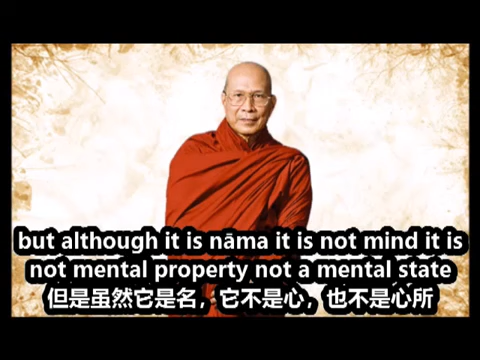 but although it is nāma it is not mind it is
not mental property not a mental state
但是虽然它是名，它不是心，也不是心所